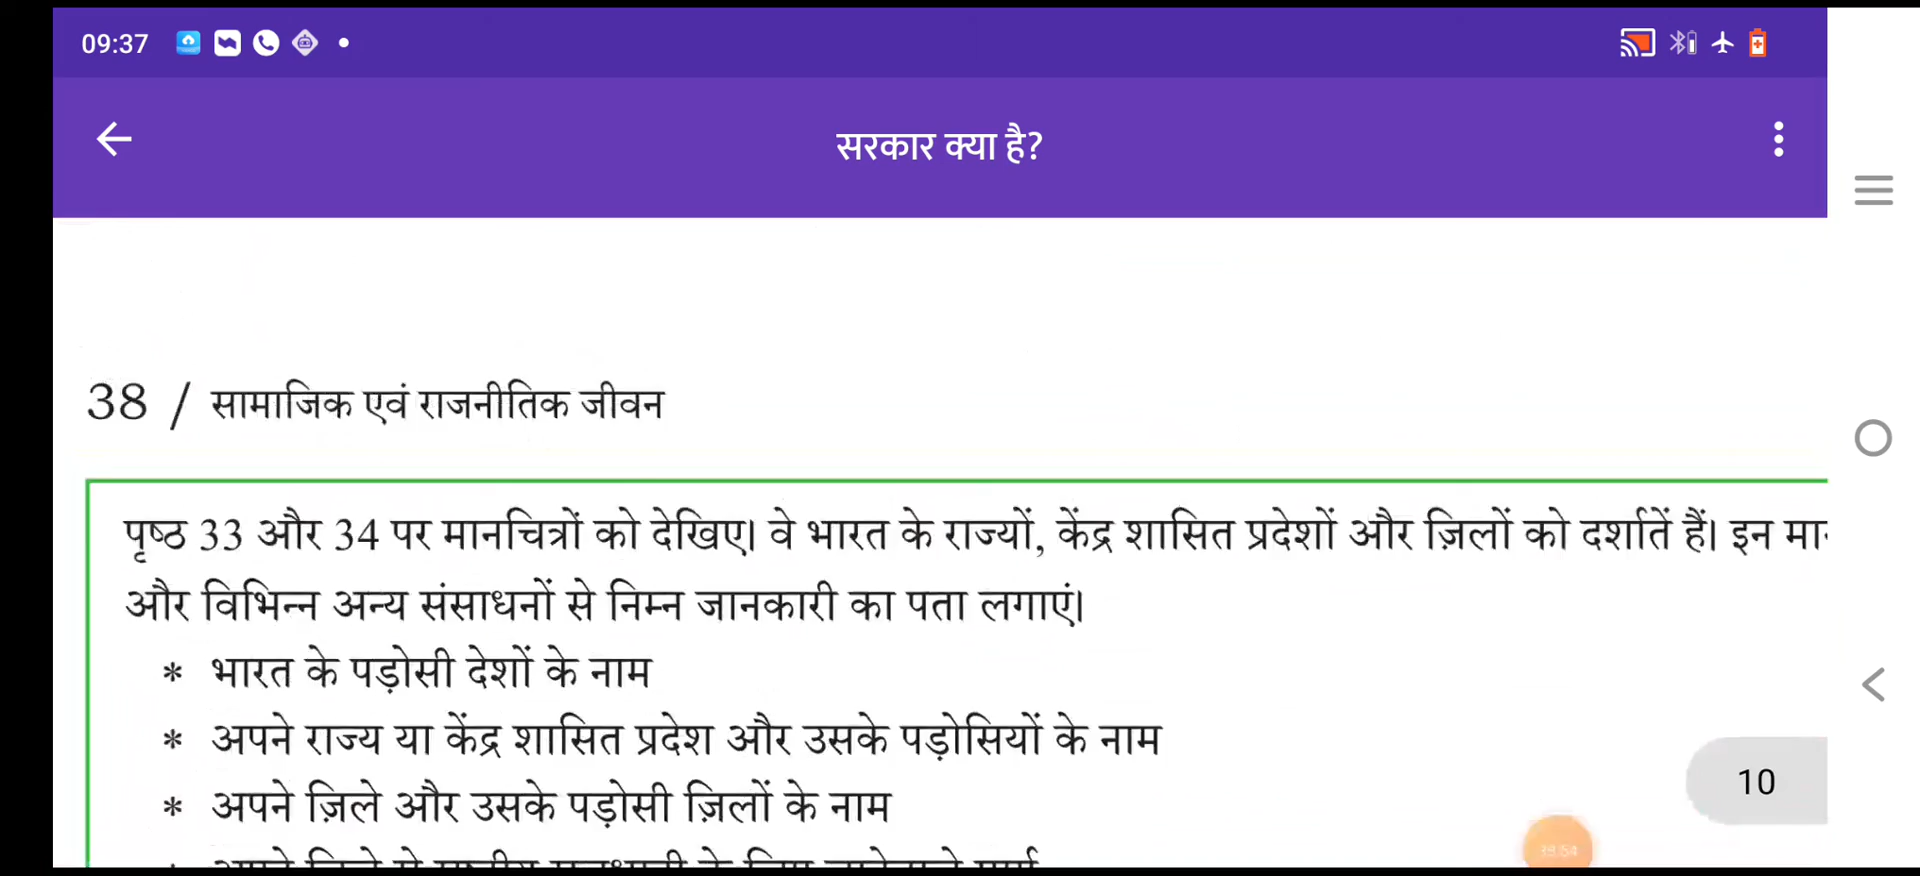 09:37
सरकार क्या है?
38 / सामाजिक एवं राजनीतिक जीवन
पृष्ठ 33 और 34 पर मानचित्रों को देखिए। वे भारत के राज्यों, केंद्र शासित प्रदेशों और ज़िलों को दर्शातें हैं। इन
और विभिन्न अन्य संसाधनों से निम्न जानकारी का पता लगाएं।
* भारत के पड़ोसी देशों के नाम
* अपने राज्य या केंद्र शासित प्रदेश और उसके पड़ोसियों के नाम
* अपने ज़िले और उसके पड़ोसी ज़िलों के नाम
10